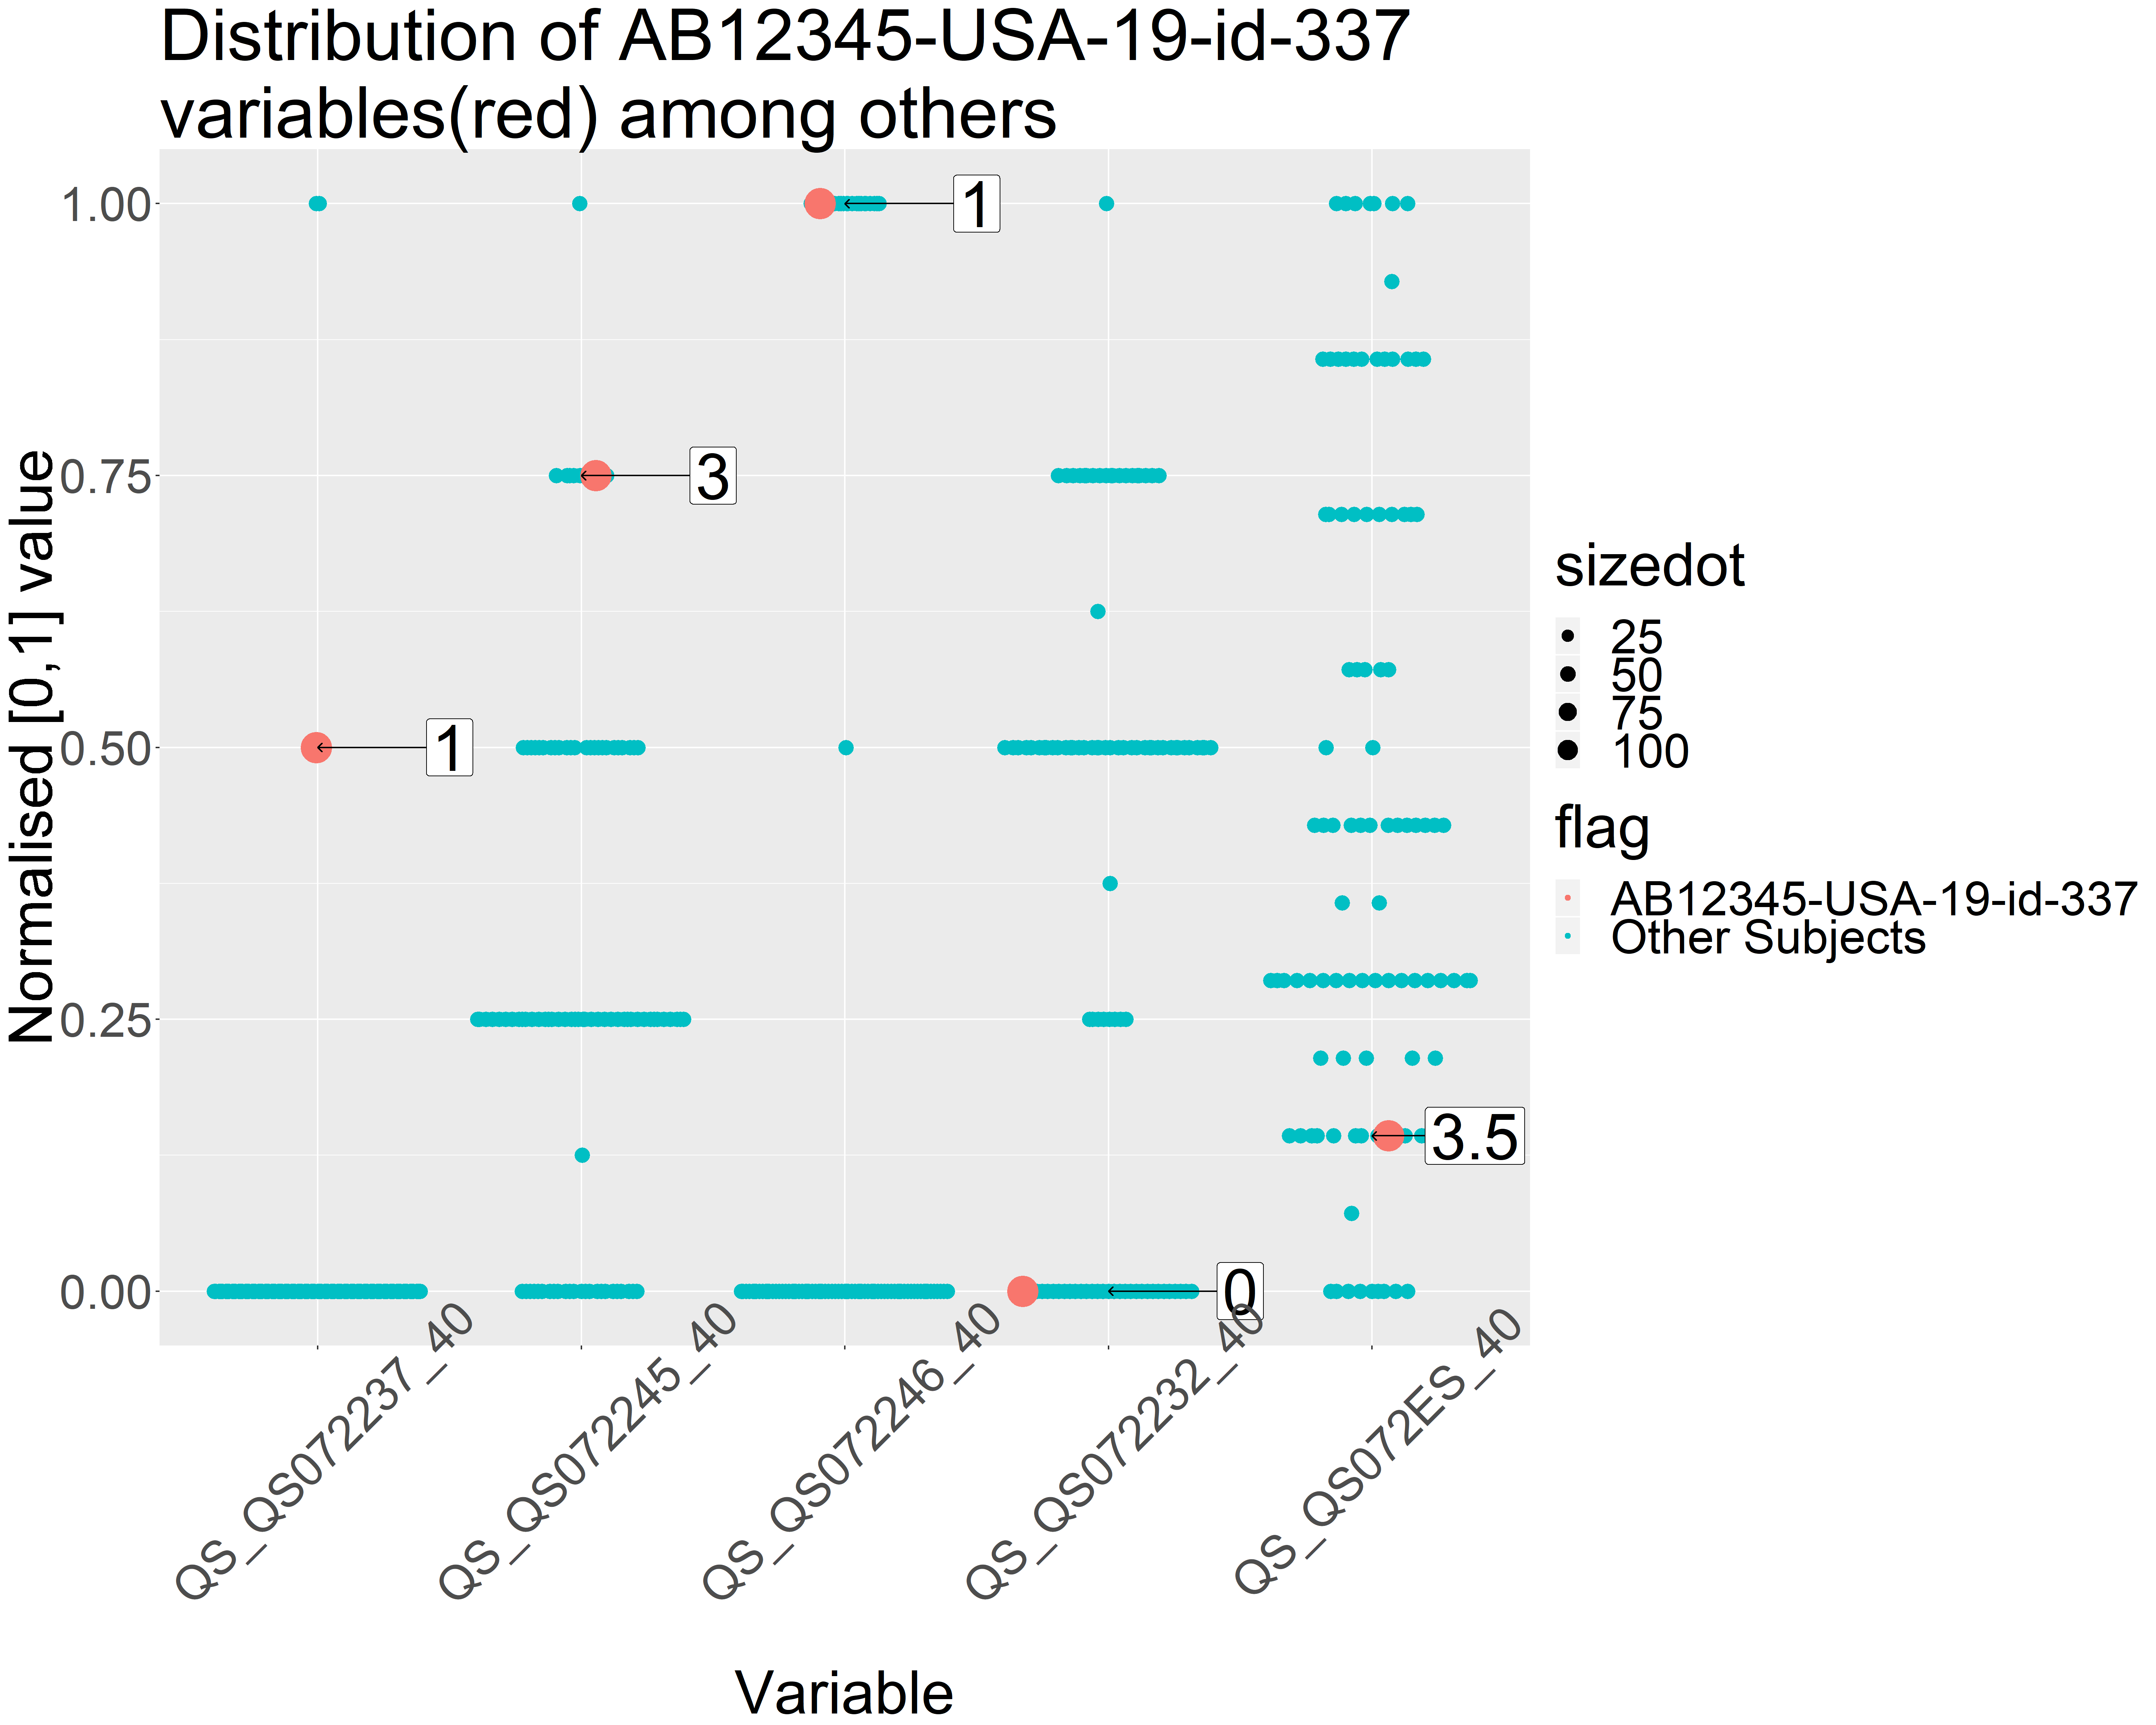 Distribution of AB12345-USA-19-id-337
variables(red) among others
Normalised [0,1] value
1.00
0.75
0.50
0.25
0.00
1
3
1
0
3.5
QS_QS072237_40
QS_QS072245_40
QS_QS072246_40
QS_QS072232_40
QS_QS072ES_40
Variable
sizedot
25
50
75
100
flag
AB12345-USA-19-id-337
Other Subjects